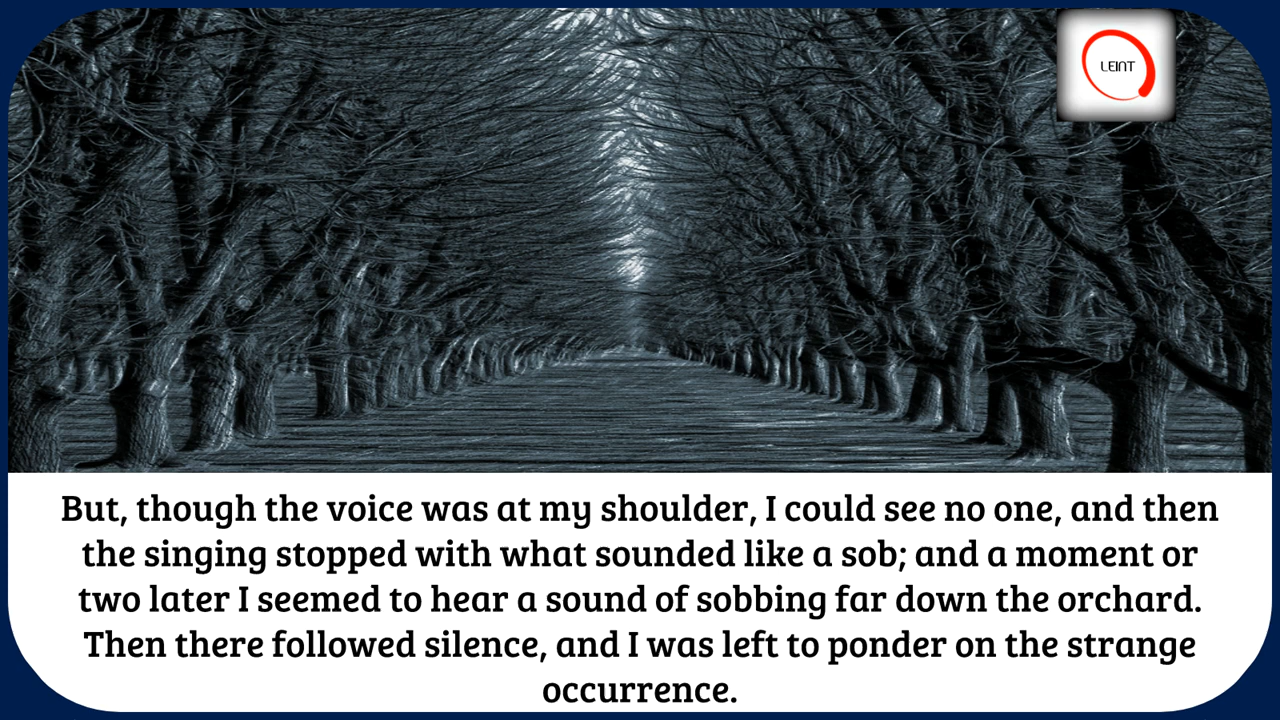 LEINT
But, though the voice was at my shoulder, I could see no one, and then
the singing stopped with what sounded like a sob; and a moment or
two later I seemed to hear a sound of sobbing far down the orchard.
Then there followed silence, and I was left to ponder on the strange
occurrence.